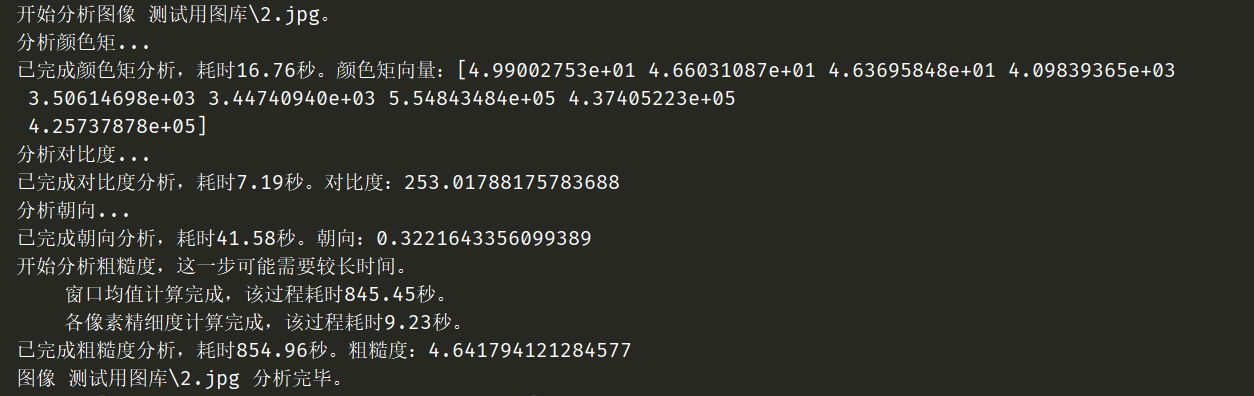 开始分析图像 测试用图库\2.jpg。
分析颜色矩...
已完成颜色矩分析，耗时16.76秒。颜色矩向量：[4.99002753e+01 4.66031087e+01 4.63695848e+01 4.09839365e+03
3.50614698e+03 3.44740940e+03 5.54843484e+05 4.37405223e+05
4.25737878e+05]
分析对比度...
已完成对比度分析，耗时7.19秒。对比度：253.01788175783688
分析朝向...
已完成朝向分析，耗时41.58秒。朝向：0.3221643356099389
开始分析粗糙度，这一步可能需要较长时间。
窗口均值计算完成，该过程耗时845.45秒。
各像素精细度计算完成，该过程耗时9.23秒。
已完成粗糙度分析，耗时854.96秒。粗糙度：4.641794121284577
图像 测试用图库\2.jpg 分析完毕。